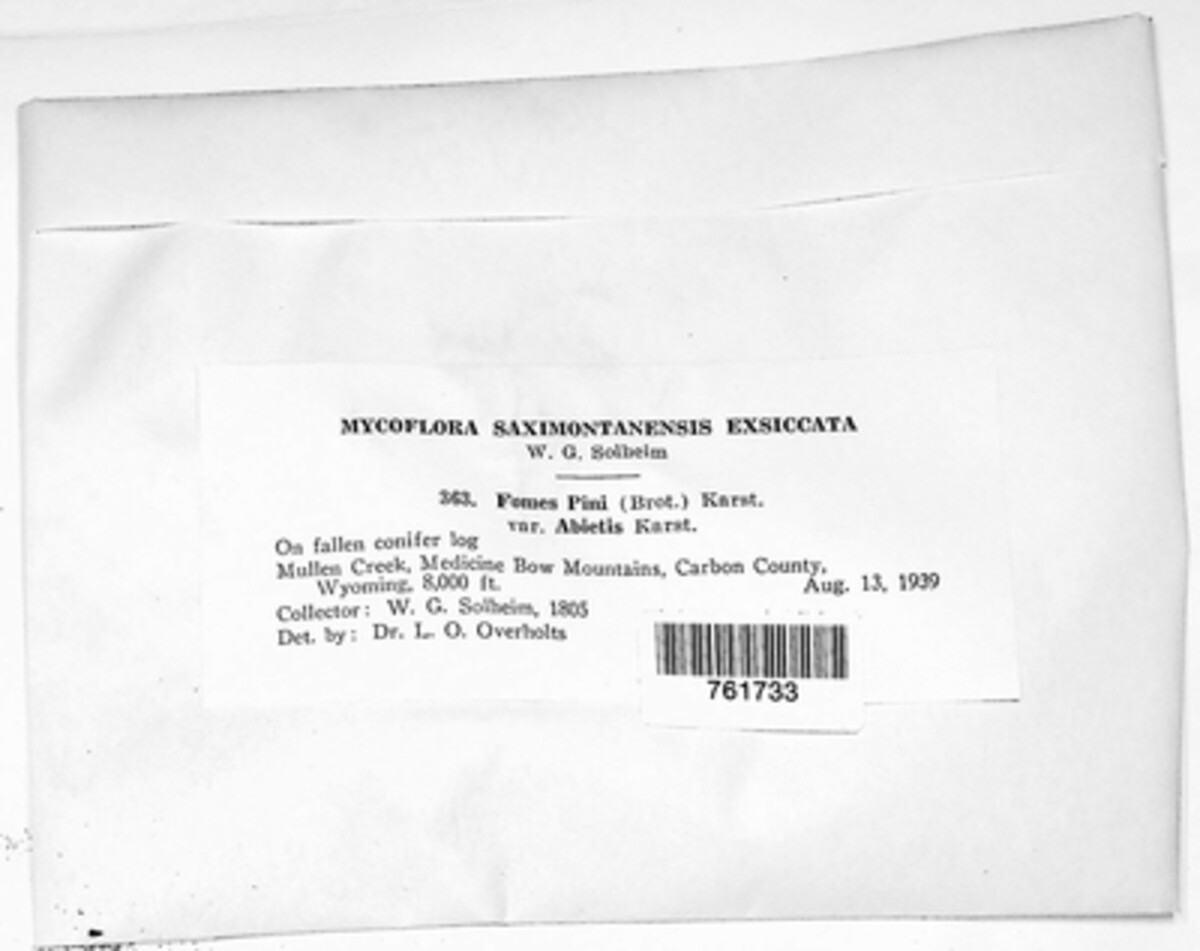 MYCOFLORA SAXIMONTANENSIS EXSICCATA
W. G. Solheim
363. Fomes Pini (Brot.) Karst.
var. Abietis Karst.
On fallen conifer log
Mullen Creek, Medicine Bow Mountains, Carbon County,
Wyoming, 8,000 ft. Aug. 13, 1939
Collector: W. G. Solheim, 1805
Det. by: Dr. L. O. Overholts
761733